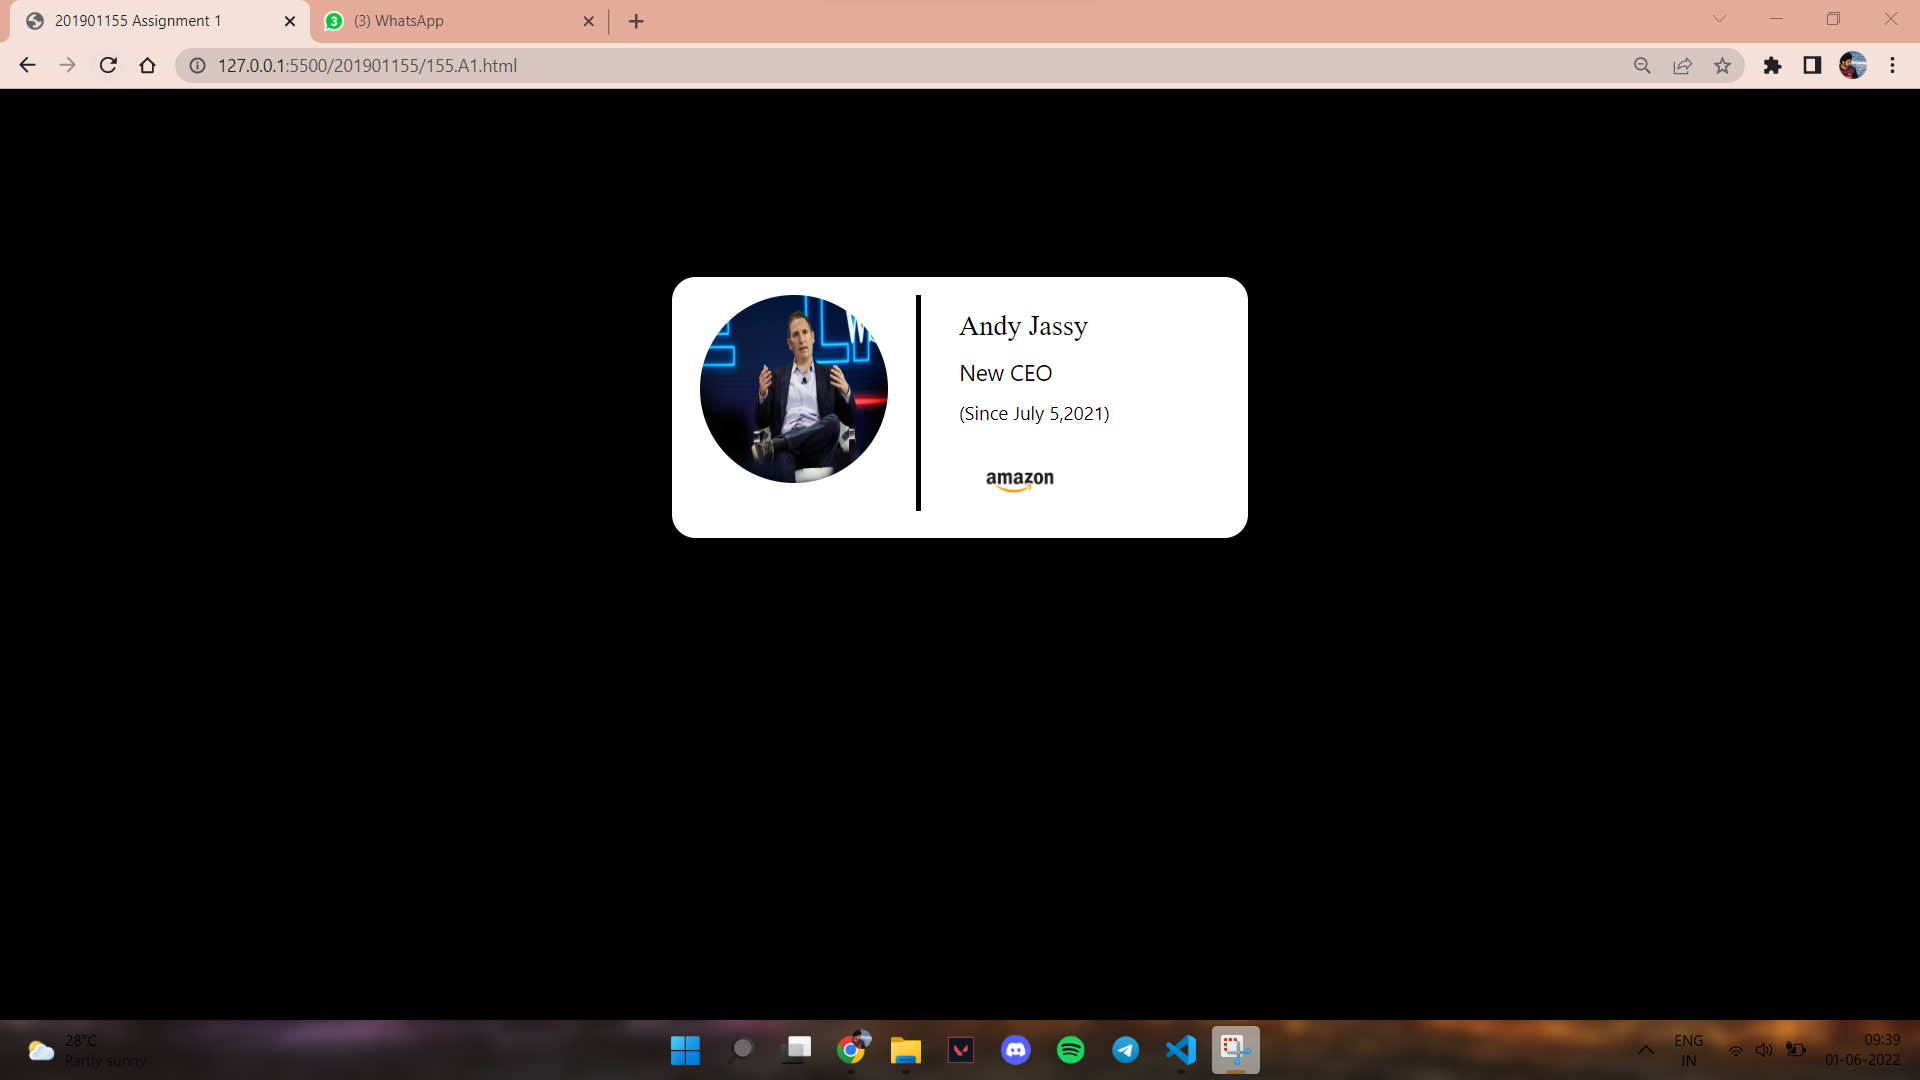 201901155 Assignment 1
3
(3) WhatsApp
127.0.0.1:5500/201901155/155.A1.html
Andy Jassy
New CEO
(Since July 5,2021)
amazon
28°C
Partly sunny
ENG
IN
09:39
01-06-2022